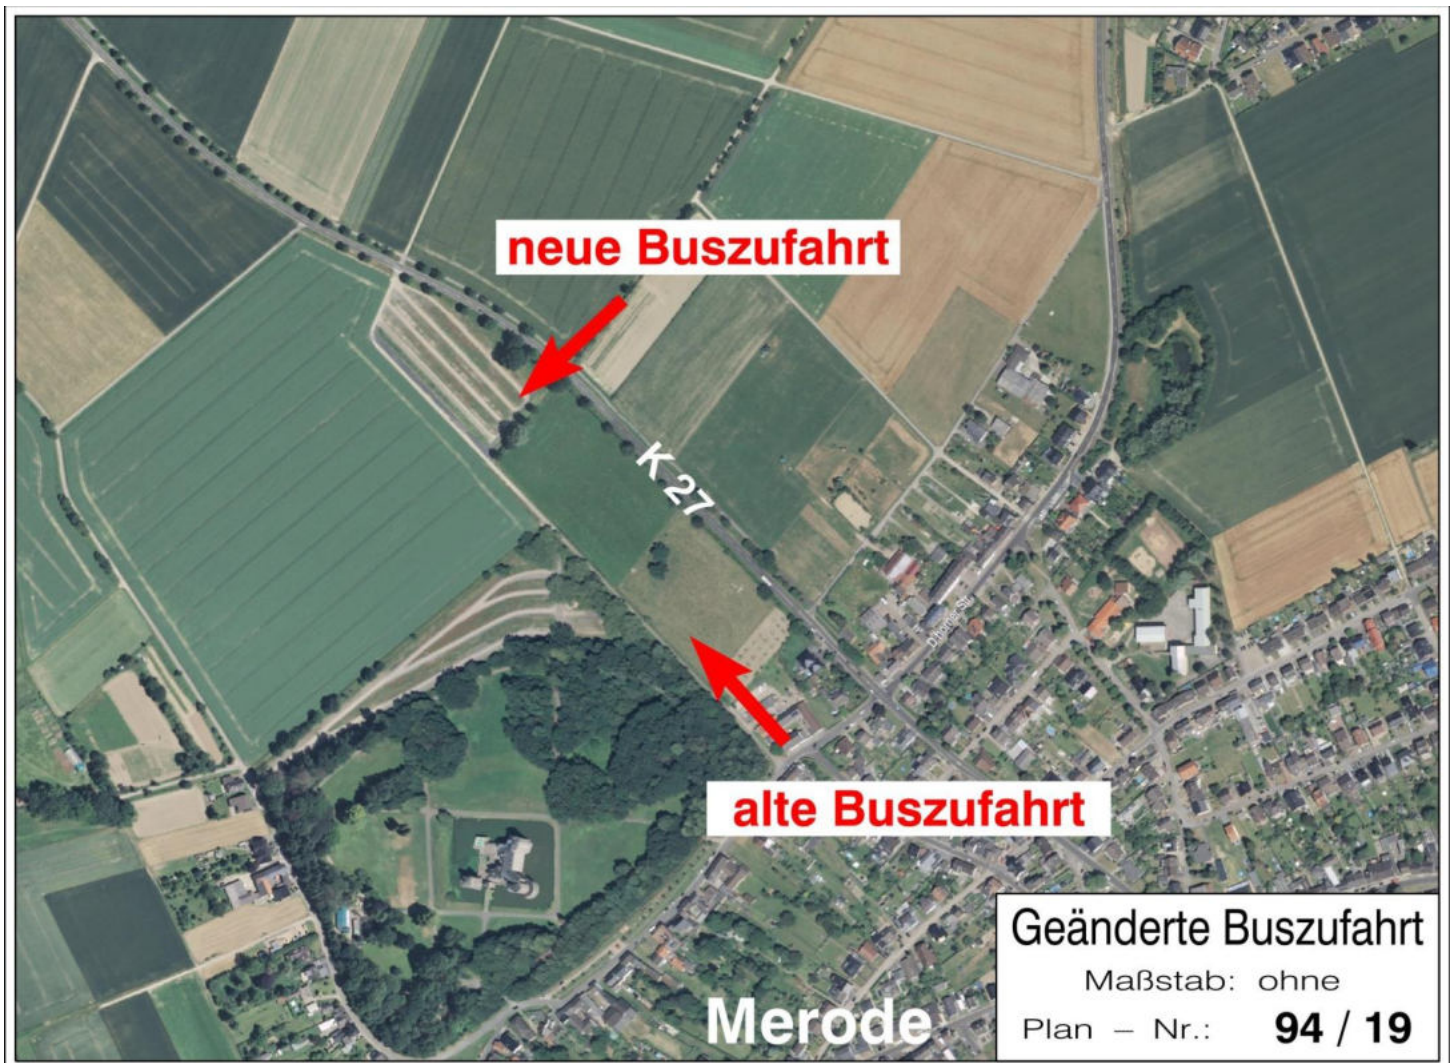 neue Buszufahrt
K 27
alte Buszufahrt
Merode
Geänderte Buszufahrt
Maßstab: ohne
Plan – Nr.: 94 / 19